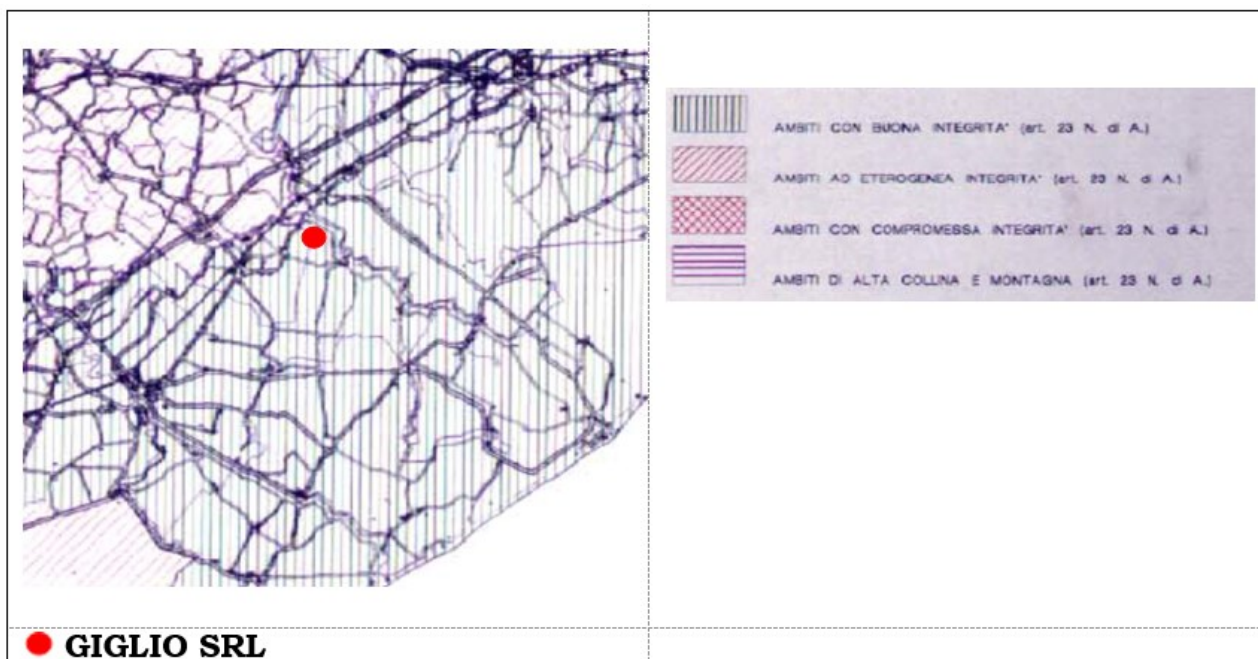 AMBITI CON BUONA INTEGRITA' (art. 23 N. di A.)
AMBITI AD ETEROGENEA INTEGRITA' (art. 23 N. di A.)
AMBITI CON COMPROMESSA INTEGRITA' (art. 23 N. di A.)
AMBITI DI ALTA COLLINA E MONTAGNA (art. 23 N. di A.)
GIGLIO SRL